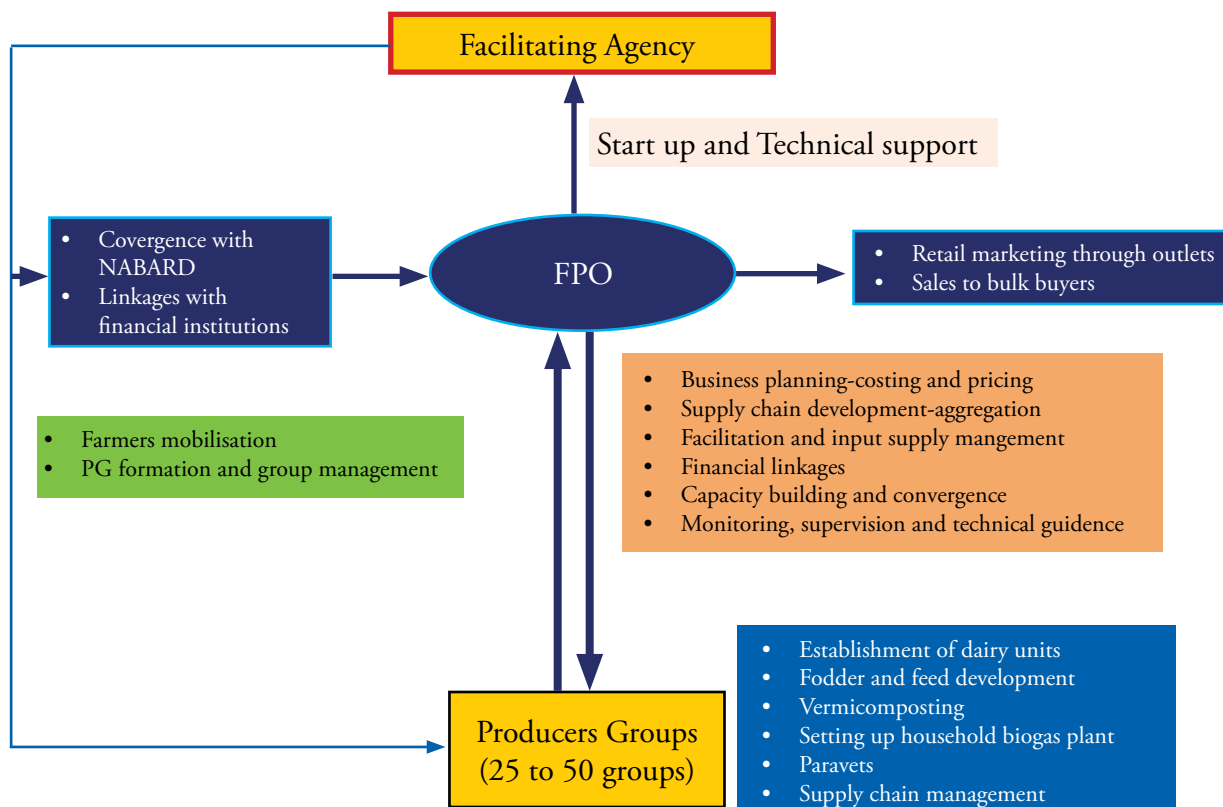 Facilitating Agency
Start up and Technical support
• Covergence with
NABARD
• Linkages with
financial institutions
FPO
• Retail marketing through outlets
• Sales to bulk buyers
• Business planning-costing and pricing
• Supply chain development-aggregation
• Facilitation and input supply mangement
• Financial linkages
• Capacity building and convergence
• Monitoring, supervision and technical guidence
• Farmers mobilisation
• PG formation and group management
Producers Groups
(25 to 50 groups)
• Establishment of dairy units
• Fodder and feed development
• Vermicomposting
• Setting up household biogas plant
• Paravets
• Supply chain management